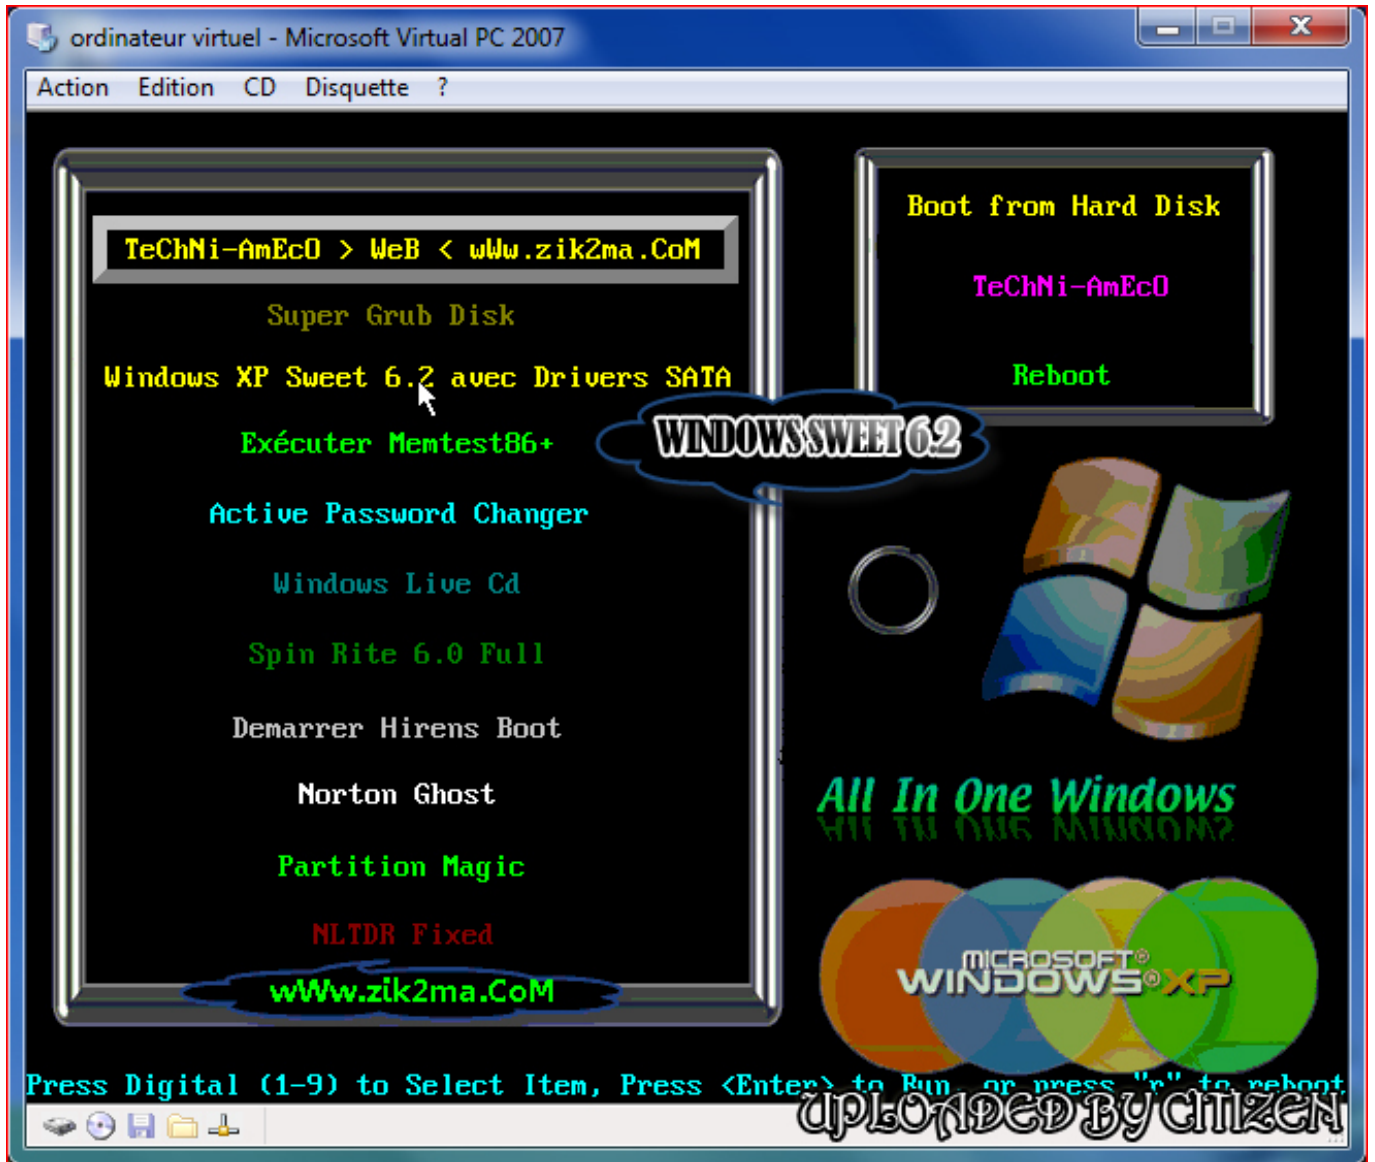 ordinateur virtuel - Microsoft Virtual PC 2007
Action Edition CD Disquette ?
TeChNi-AmEcO > WeB < wWw.zik2ma.CoM
Super Grub Disk
Windows XP Sweet 6.2 avec Drivers SATA
Exécuter Memtest86+
Active Password Changer
Windows Live Cd
Spin Rite 6.0 Full
Demarrer Hirens Boot
Norton Ghost
Partition Magic
NLTDR Fixed
wWw.zik2ma.CoM
Boot from Hard Disk
TeChNi-AmEcO
Reboot
WINDOWS SWEET 6.2
All In One Windows
MICROSOFT®
WINDOWS® XP
Press Digital (1-9) to Select Item, Press <Enter> to Run, or press "r" to reboot
UPLOADED BY CITIZEN